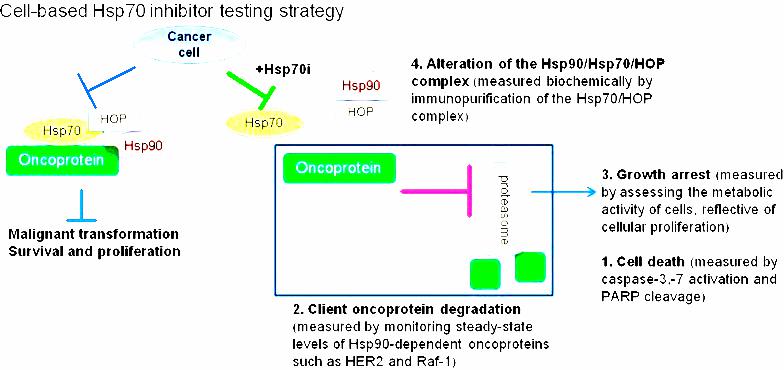 Cell-based Hsp70 inhibitor testing strategy
Cancer
cell
+Hsp70i
Hsp90
HOP
Hsp70
4. Alteration of the Hsp90/Hsp70/HOP
complex (measured biochemically by
immunopurification of the Hsp70/HOP
complex)
HOP
Hsp70
Hsp90
Oncoprotein
Malignant transformation
Survival and proliferation
Oncoprotein
proteasome
3. Growth arrest (measured
by assessing the metabolic
activity of cells, reflective of
cellular proliferation)
1. Cell death (measured by
caspase-3,-7 activation and
PARP cleavage)
2. Client oncoprotein degradation
(measured by monitoring steady-state
levels of Hsp90-dependent oncoproteins
such as HER2 and Raf-1)